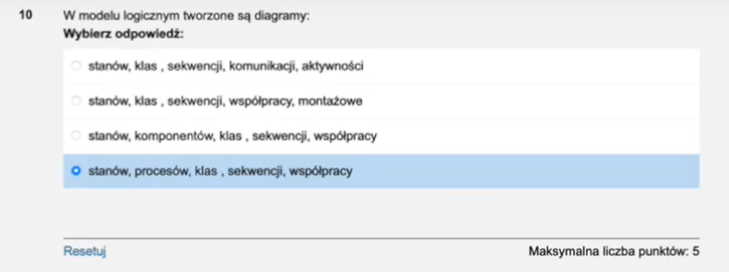 10 W modelu logicznym tworzone są diagramy:
Wybierz odpowiedź:
stanów, klas , sekwencji, komunikacji, aktywności
stanów, klas , sekwencji, współpracy, montażowe
stanów, komponentów, klas , sekwencji, współpracy
stanów, procesów, klas , sekwencji, współpracy
Resetuj Maksymalna liczba punktów: 5